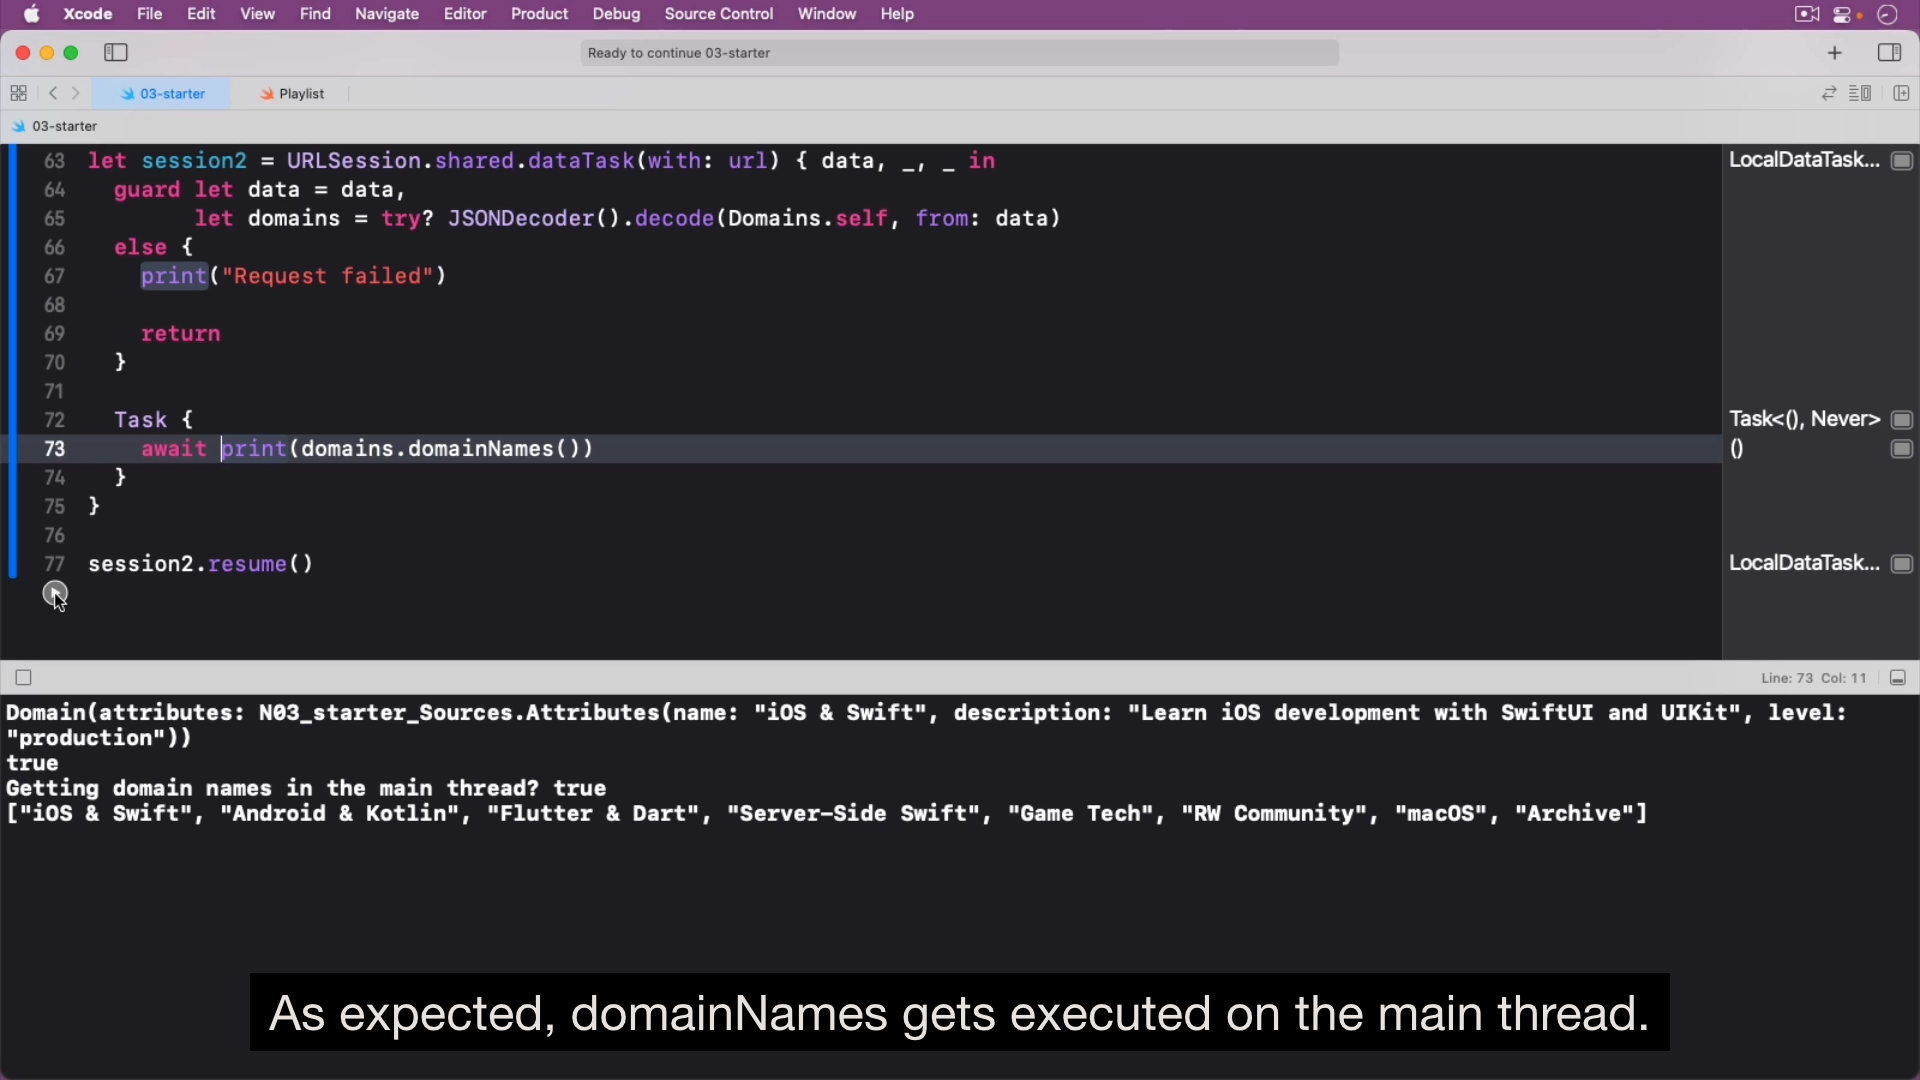 Xcode File Edit View Find Navigate Editor Product Debug Source Control Window Help
Ready to continue 03-starter
03-starter Playlist
03-starter
63 let session2 = URLSession.shared.dataTask(with: url) { data, _, _ in LocalDataTask...
64 guard let data = data,
65 let domains = try? JSONDecoder().decode(Domains.self, from: data)
66 else {
67 print("Request failed")
68
69 return
70 }
71
72 Task { Task<(), Never>
73 await print(domains.domainNames()) ()
74 }
75 }
76
77 session2.resume() LocalDataTask...
Line: 73 Col: 11
Domain(attributes: N03_starter_Sources.Attributes(name: "iOS & Swift", description: "Learn iOS development with SwiftUI and UIKit", level:
"production"))
true
Getting domain names in the main thread? true
["iOS & Swift", "Android & Kotlin", "Flutter & Dart", "Server-Side Swift", "Game Tech", "RW Community", "macOS", "Archive"]
As expected, domainNames gets executed on the main thread.